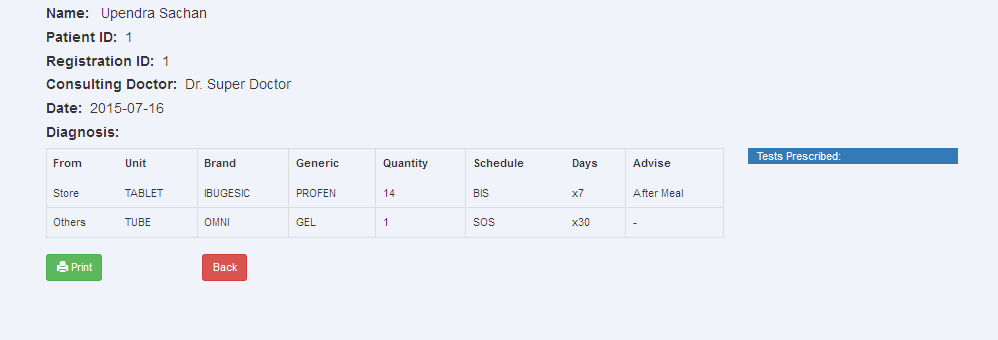 Name: Upendra Sachan
Patient ID: 1
Registration ID: 1
Consulting Doctor: Dr. Super Doctor
Date: 2015-07-16
Diagnosis:
From Unit Brand Generic Quantity Schedule Days Advise
Store TABLET IBUGESIC PROFEN 14 BIS x7 After Meal
Others TUBE OMNI GEL 1 SOS x30 -
Tests Prescribed:
Print Back